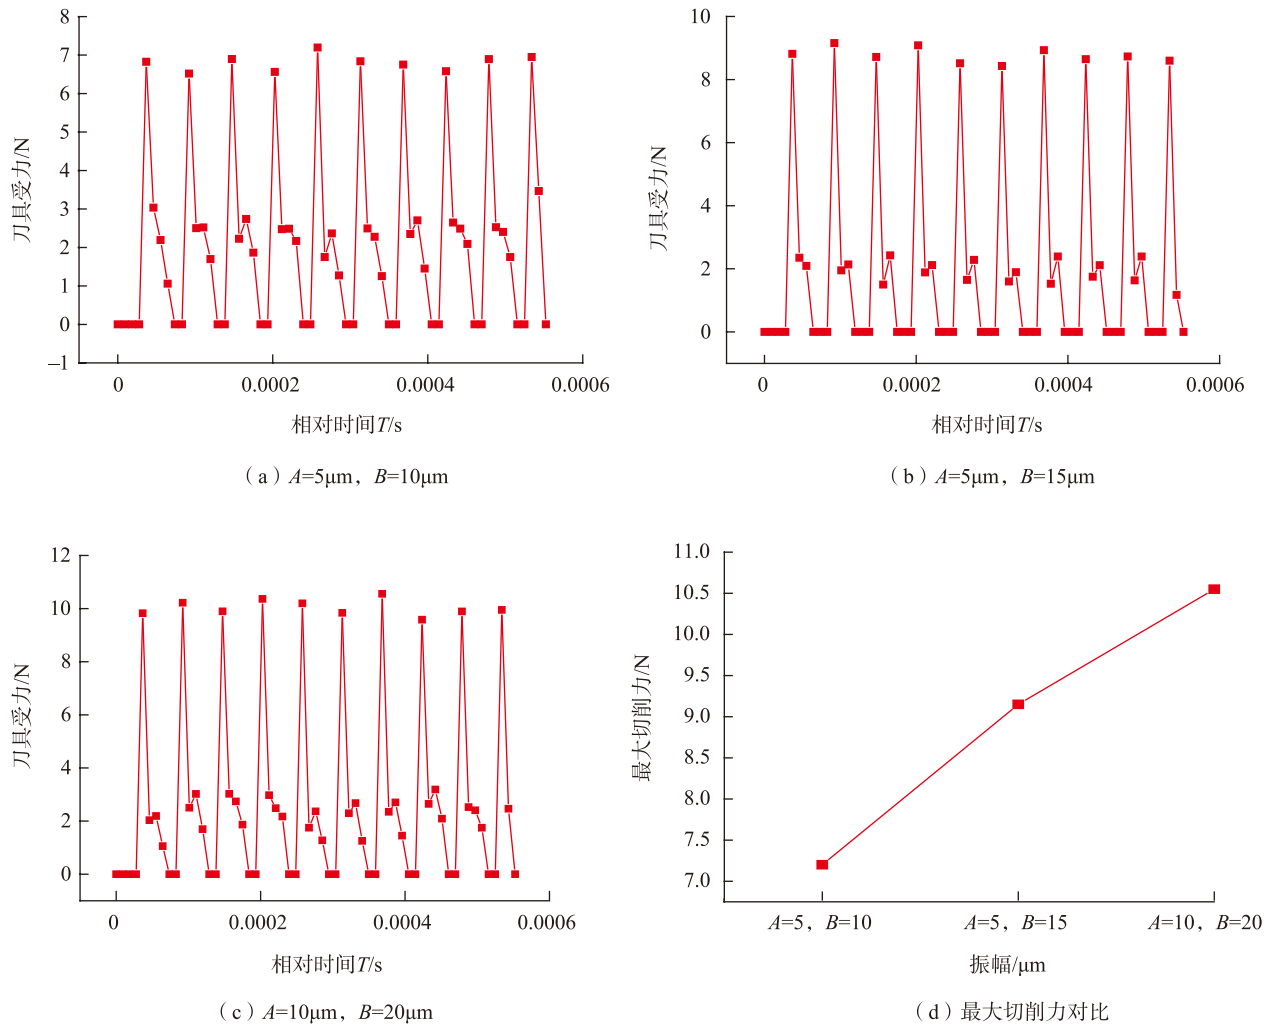 8
7
6
5
4
3
2
1
0
−1
刀具受力/N
0 0.0002 0.0004 0.0006
相对时间T/s
（a）A=5μm，B=10μm
10
8
6
4
2
0
刀具受力/N
0 0.0002 0.0004 0.0006
相对时间T/s
（b）A=5μm，B=15μm
12
10
8
6
4
2
0
刀具受力/N
0 0.0002 0.0004 0.0006
相对时间T/s
（c）A=10μm，B=20μm
11.0
10.5
10.0
9.5
9.0
8.5
8.0
7.5
7.0
最大切削力/N
A=5，B=10 A=5，B=15 A=10，B=20
振幅/μm
（d）最大切削力对比